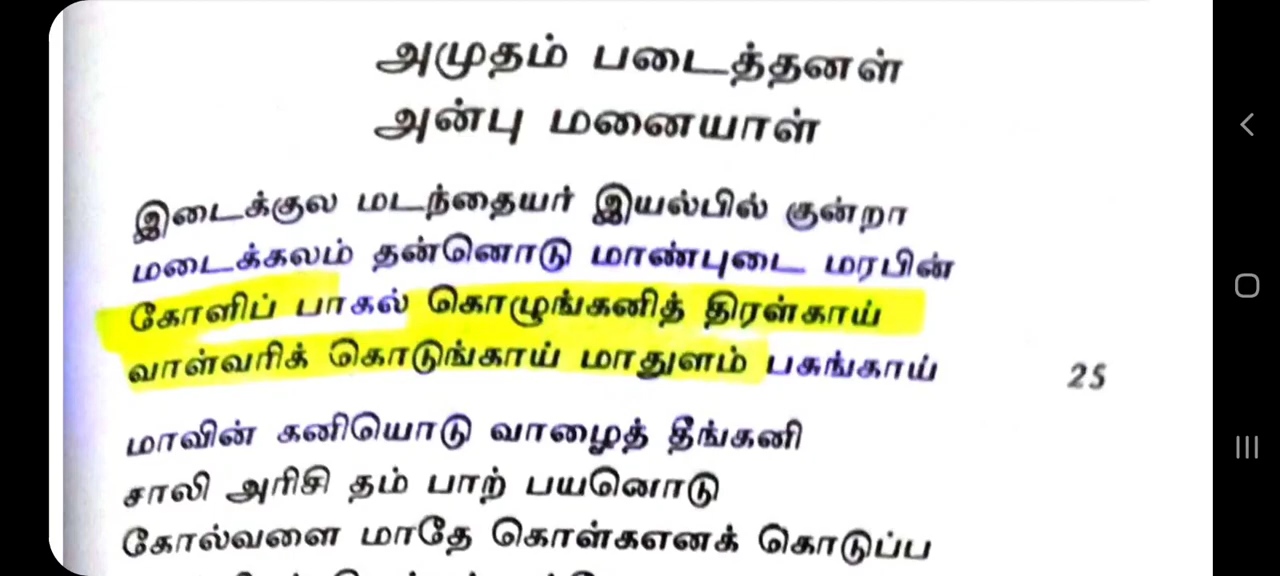 அமுதம் படைத்தனள்
அன்பு மனையாள்
இடைக்குல மடந்தையர் இயல்பில் குன்றா
மடைக்கலம் தன்னொடு மாண்புடை மரபின்
கோளிப் பாகல் கொழுங்கனித் திரள்காய்
வாள்வரிக் கொடுங்காய் மாதுளம் பசுங்காய்
25
மாவின் கனியொடு வாழைத் தீங்கனி
சாலி அரிசி தம் பாற் பயனொடு
கோல்வளை மாதே கொள்களனக் கொடுப்ப